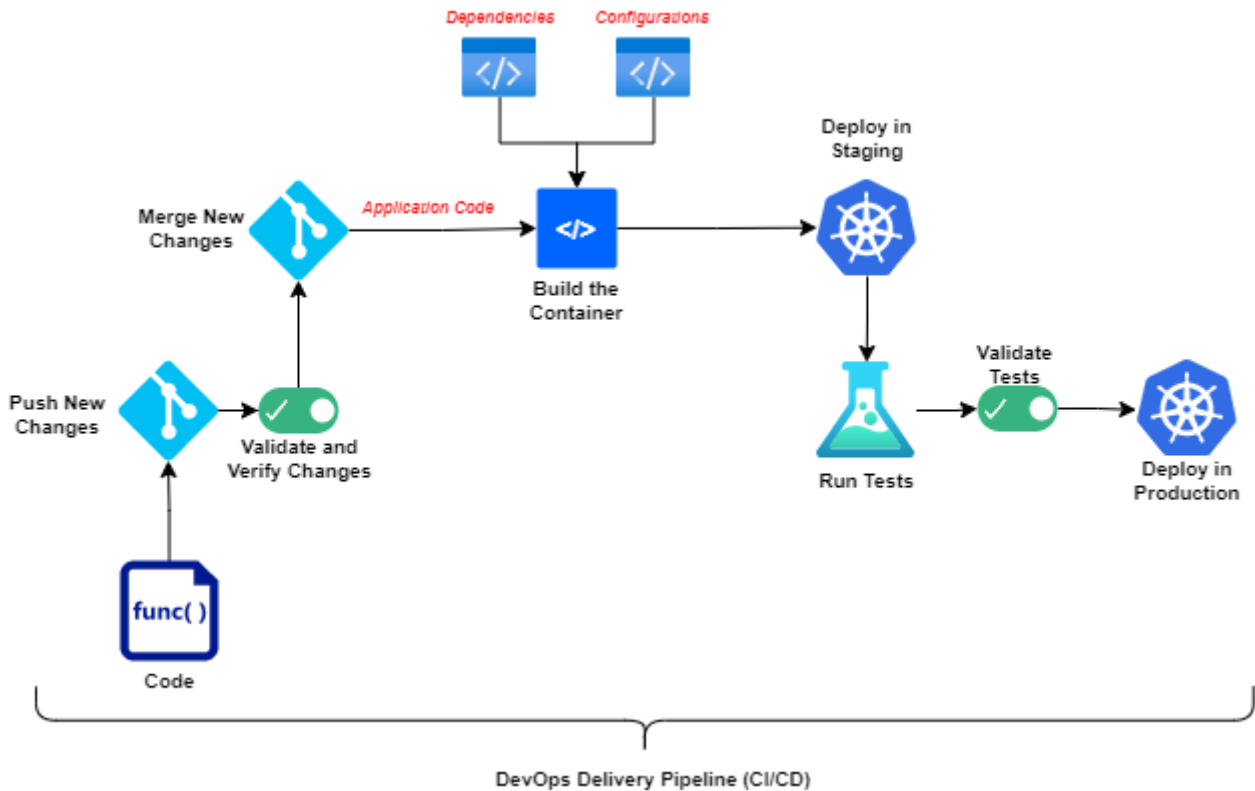 Dependencies
Configurations
Deploy in
Staging
Merge New
Changes
Application Code
</>
Build the
Container
Validate
Tests
Push New
Changes
Validate and
Verify Changes
Run Tests
Deploy in
Production
func( )
Code
DevOps Delivery Pipeline (CI/CD)